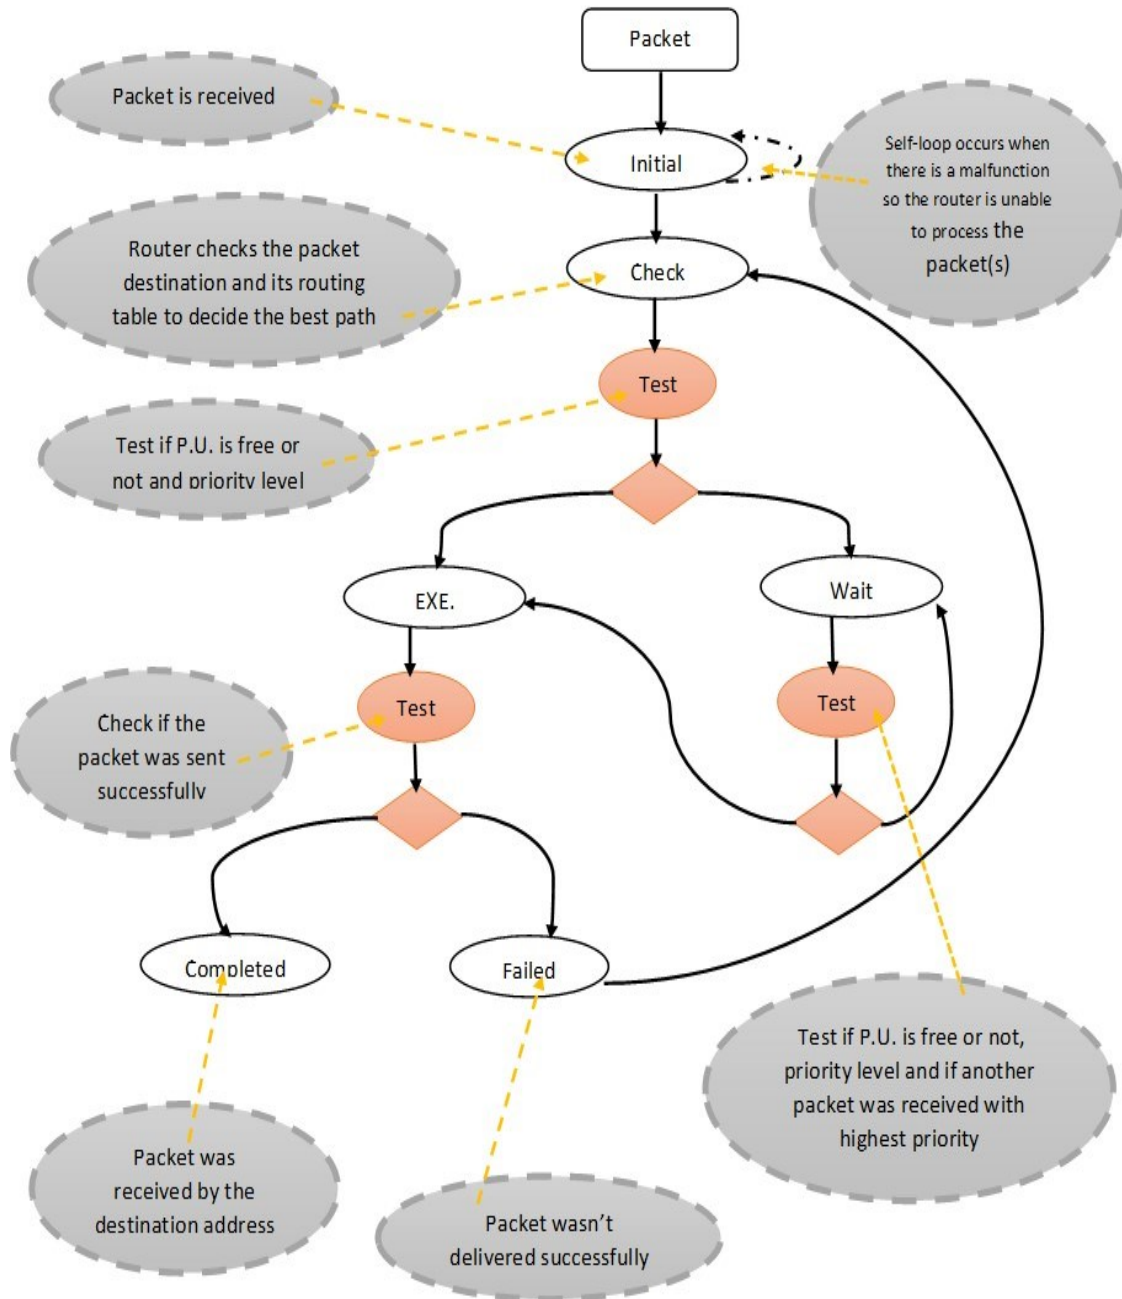 Packet
Packet is received
Initial
Self-loop occurs when
there is a malfunction
so the router is unable
to process the
packet(s)
Router checks the packet
destination and its routing
table to decide the best path
Check
Test
Test if P.U. is free or
not and priority level
EXE.
Wait
Test
Test
Check if the
packet was sent
successfully
Completed
Failed
Test if P.U. is free or not,
priority level and if another
packet was received with
highest priority
Packet was
received by the
destination address
Packet wasn't
delivered successfully